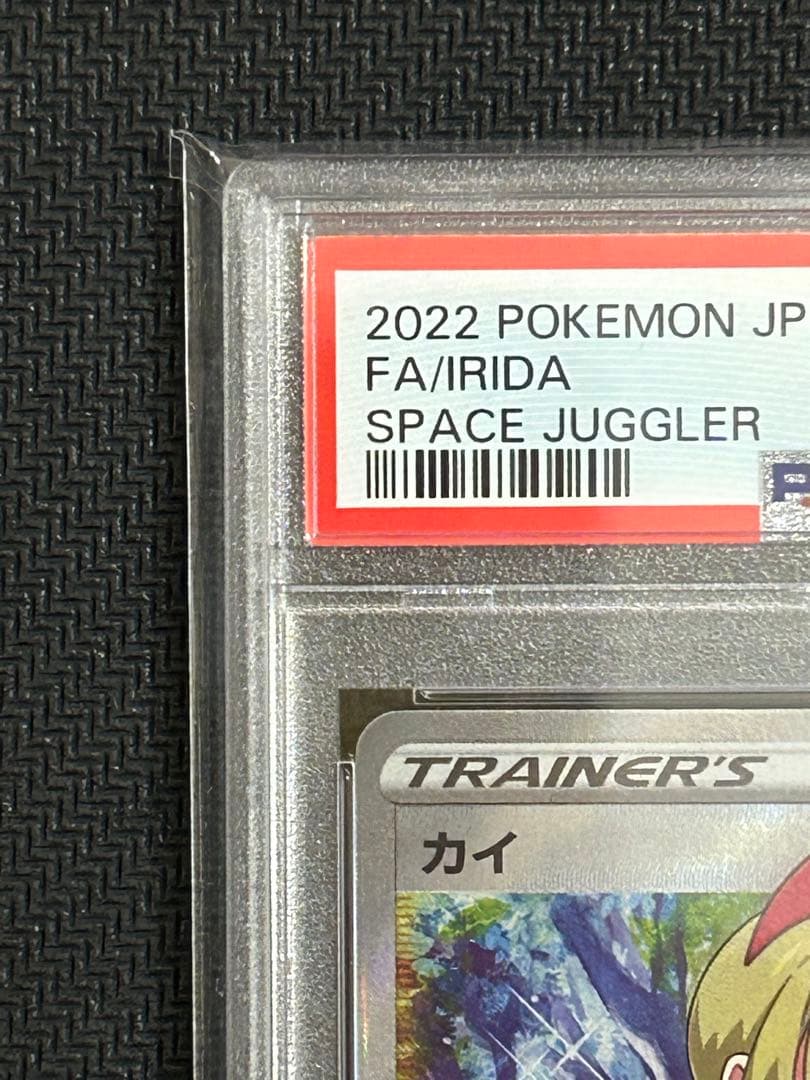 2022 POKEMON JP
FA/IRIDA
SPACE JUGGLER
TRAINER'S
カイ